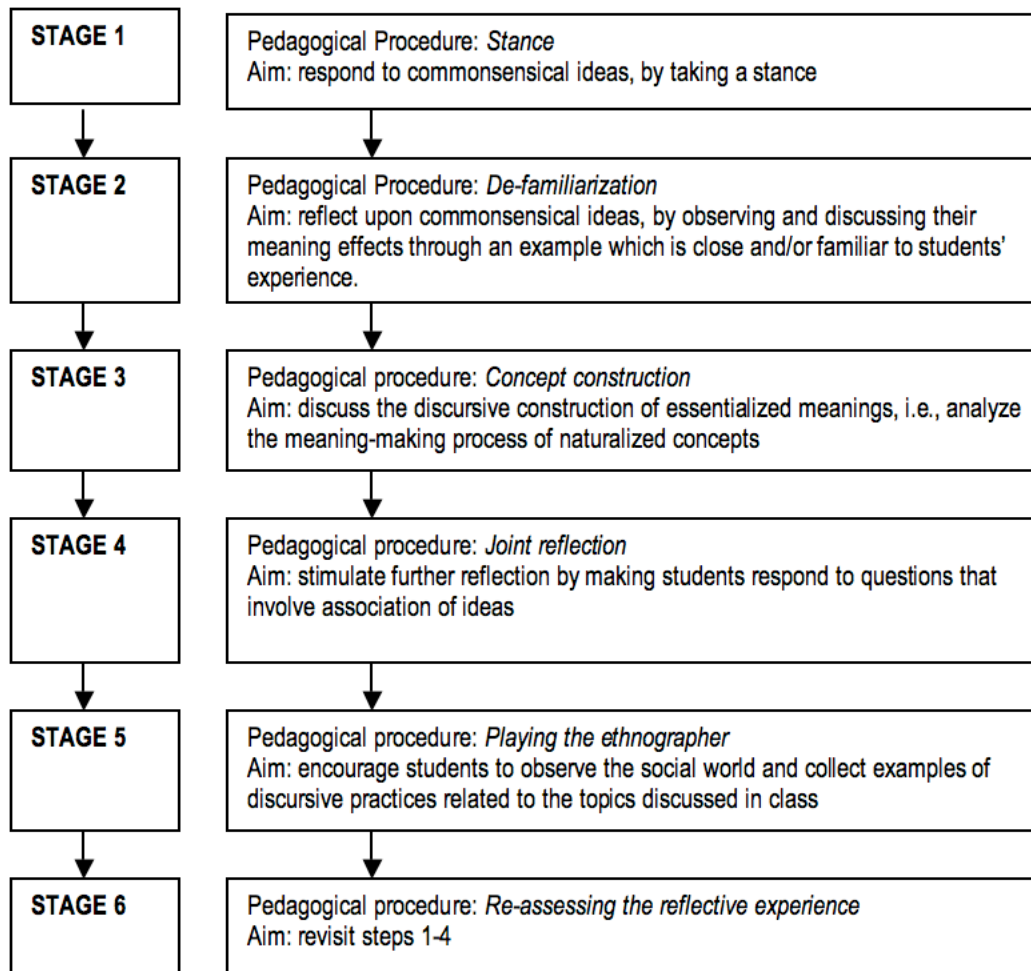 STAGE 1
Pedagogical Procedure: Stance
Aim: respond to commonsensical ideas, by taking a stance
STAGE 2
Pedagogical Procedure: De-familiarization
Aim: reflect upon commonsensical ideas, by observing and discussing their
meaning effects through an example which is close and/or familiar to students’
experience.
STAGE 3
Pedagogical procedure: Concept construction
Aim: discuss the discursive construction of essentialized meanings, i.e., analyze
the meaning-making process of naturalized concepts
STAGE 4
Pedagogical procedure: Joint reflection
Aim: stimulate further reflection by making students respond to questions that
involve association of ideas
STAGE 5
Pedagogical procedure: Playing the ethnographer
Aim: encourage students to observe the social world and collect examples of
discursive practices related to the topics discussed in class
STAGE 6
Pedagogical procedure: Re-assessing the reflective experience
Aim: revisit steps 1-4